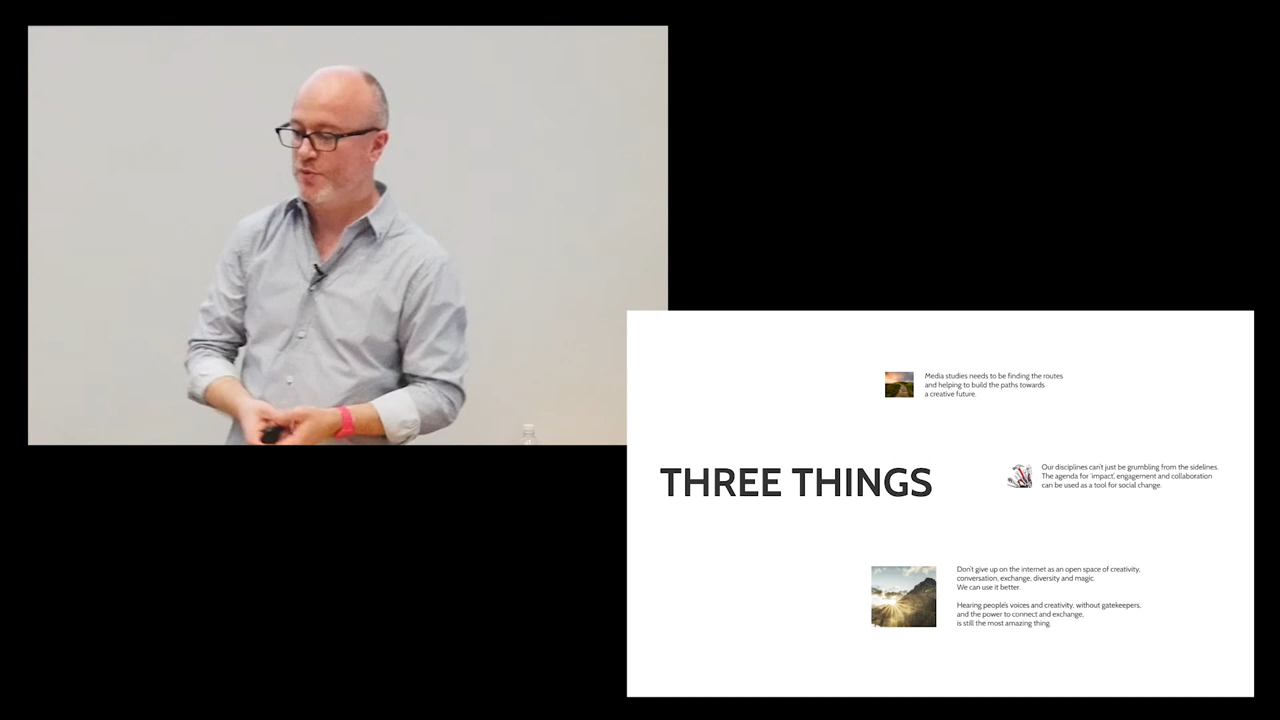 Media studies needs to be finding the routes
and helping to build the paths towards
a creative future.
THREE THINGS
Our disciplines can't just be grumbling from the sidelines.
The agenda for 'impact', engagement and collaboration
can be used as a tool for social change.
Don't give up on the internet as an open space of creativity,
conversation, exchange, diversity and magic.
We can use it better.
Hearing people's voices and creativity, without gatekeepers,
and the power to connect and exchange,
is still the most amazing thing.